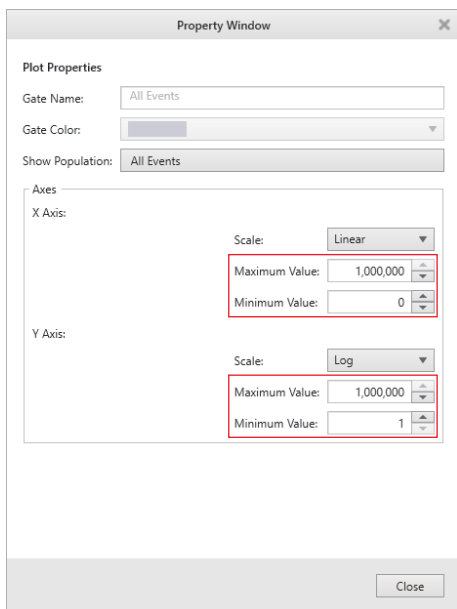 Property Window
Plot Properties
Gate Name: All Events
Gate Color:
Show Population: All Events
Axes
X Axis:
Scale: Linear
Maximum Value: 1,000,000
Minimum Value: 0
Y Axis:
Scale: Log
Maximum Value: 1,000,000
Minimum Value: 1
Close